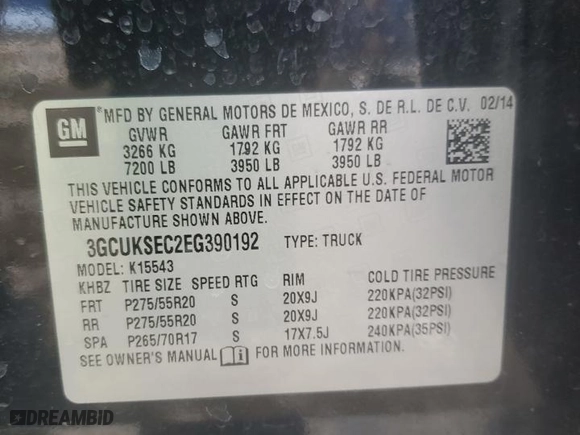 GM
® MFD BY GENERAL MOTORS DE MEXICO, S. DE R.L. DE C.V. 02/14
GVWR GAWR FRT GAWR RR
3266 KG 1792 KG 1792 KG
7200 LB 3950 LB 3950 LB
THIS VEHICLE CONFORMS TO ALL APPLICABLE U.S. FEDERAL MOTOR
VEHICLE SAFETY STANDARDS IN EFFECT ON THE DATE OF
MANUFACTURE SHOWN ABOVE.
3GCUKSEC2EG390192 TYPE: TRUCK
MODEL: K15543
KHBZ TIRE SIZE SPEED RTG RIM COLD TIRE PRESSURE
FRT P275/55R20 S 20X9J 220KPA(32PSI)
RR P275/55R20 S 20X9J 220KPA(32PSI)
SPA P265/70R17 S 17X7.5J 240KPA(35PSI)
SEE OWNER'S MANUAL FOR MORE INFORMATION.
DREAMBID